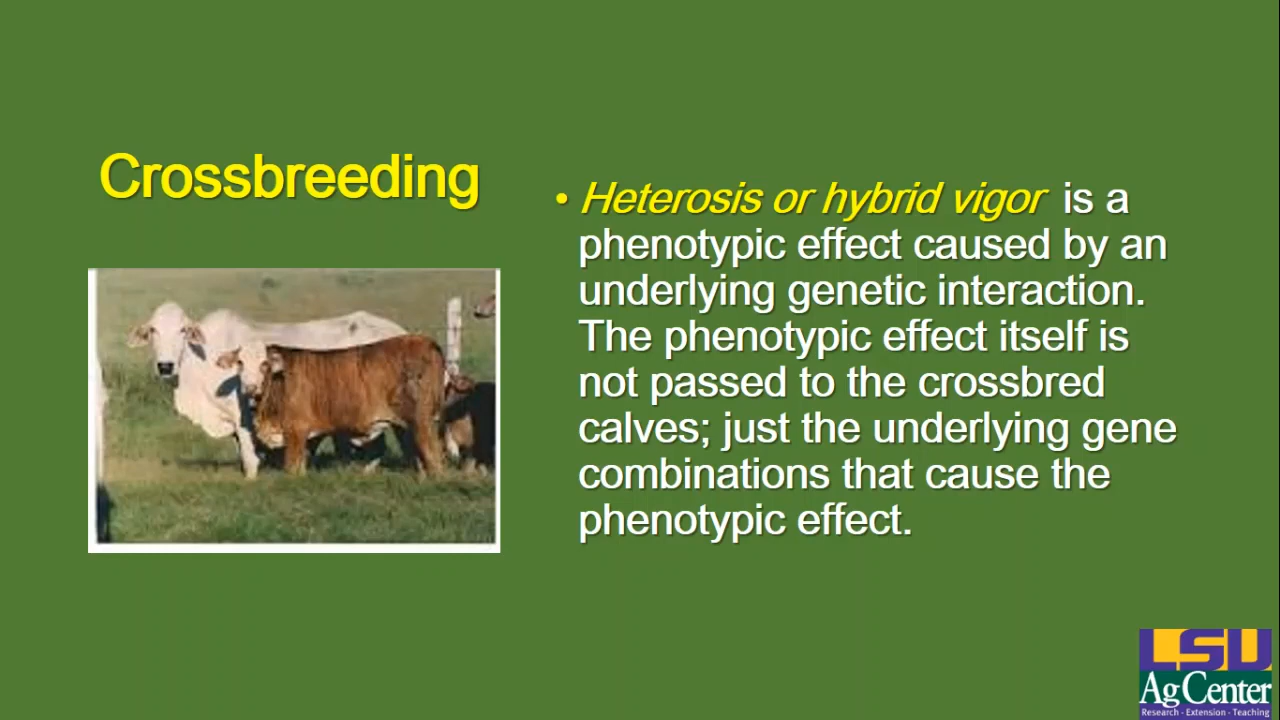 Crossbreeding
• Heterosis or hybrid vigor is a
phenotypic effect caused by an
underlying genetic interaction.
The phenotypic effect itself is
not passed to the crossbred
calves; just the underlying gene
combinations that cause the
phenotypic effect.
LSU
AgCenter
Research - Extension - Teaching